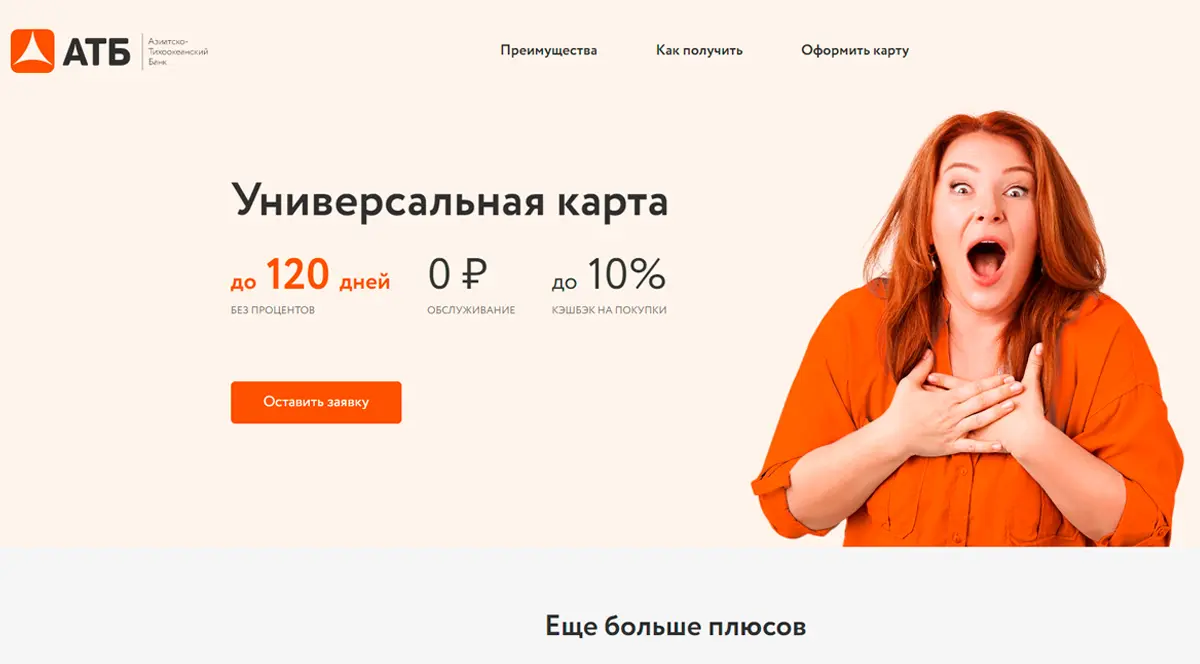 АТБ
Азиатско-
Тихоокеанский
Банк
Преимущества
Как получить
Оформить карту
Универсальная карта
до 120 дней
БЕЗ ПРОЦЕНТОВ
0 ₽
ОБСЛУЖИВАНИЕ
до 10%
КЭШБЭК НА ПОКУПКИ
Оставить заявку
Еще больше плюсов